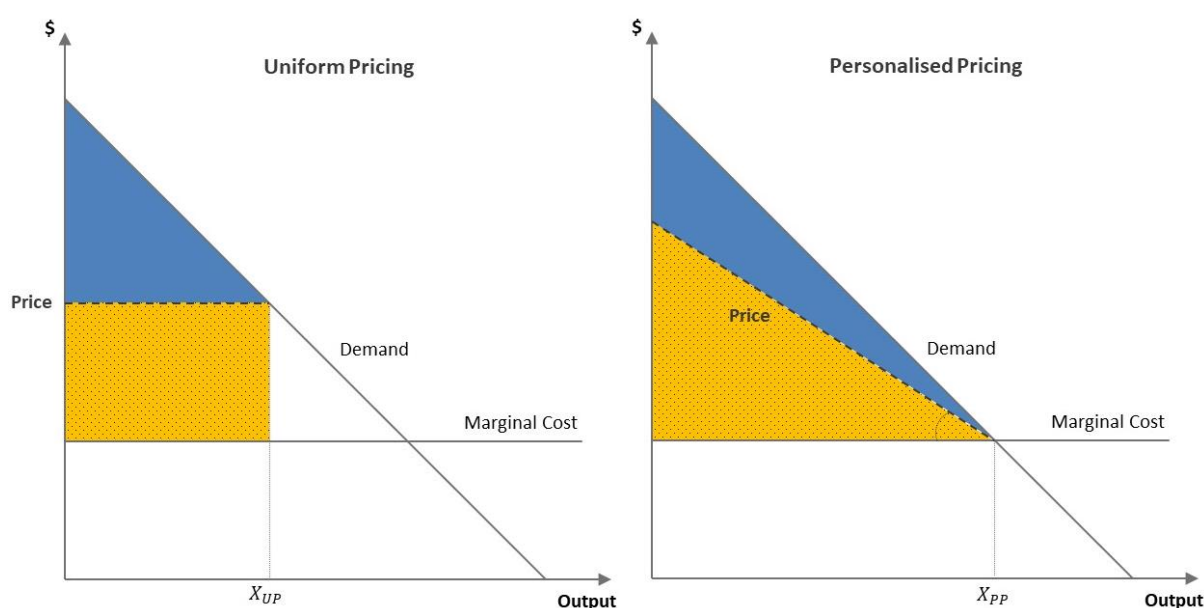 $
Uniform Pricing
Price
Demand
Marginal Cost
X_UP
Output
$
Personalised Pricing
Price
Demand
Marginal Cost
X_PP
Output